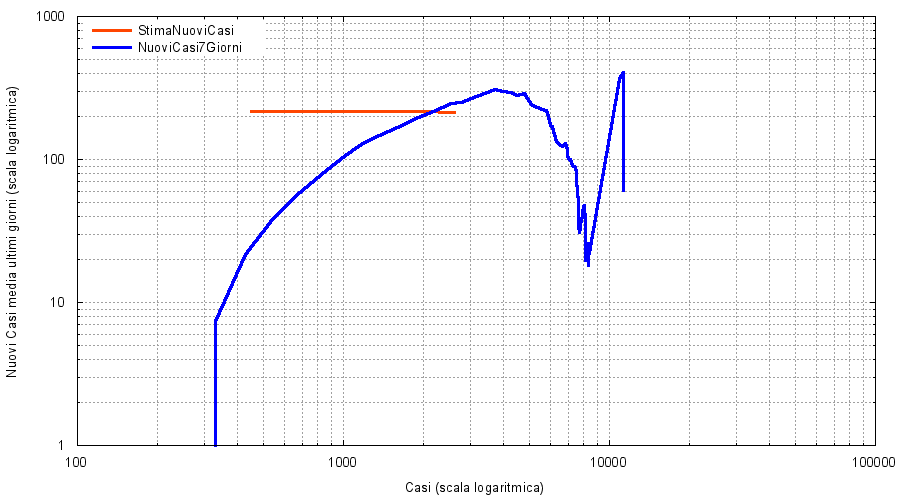 1000
StimaNuoviCasi
NuoviCasi7Giorni
100
10
1
Nuovi Casi media ultimi giorni (scala logaritmica)
100
1000
10000
100000
Casi (scala logaritmica)